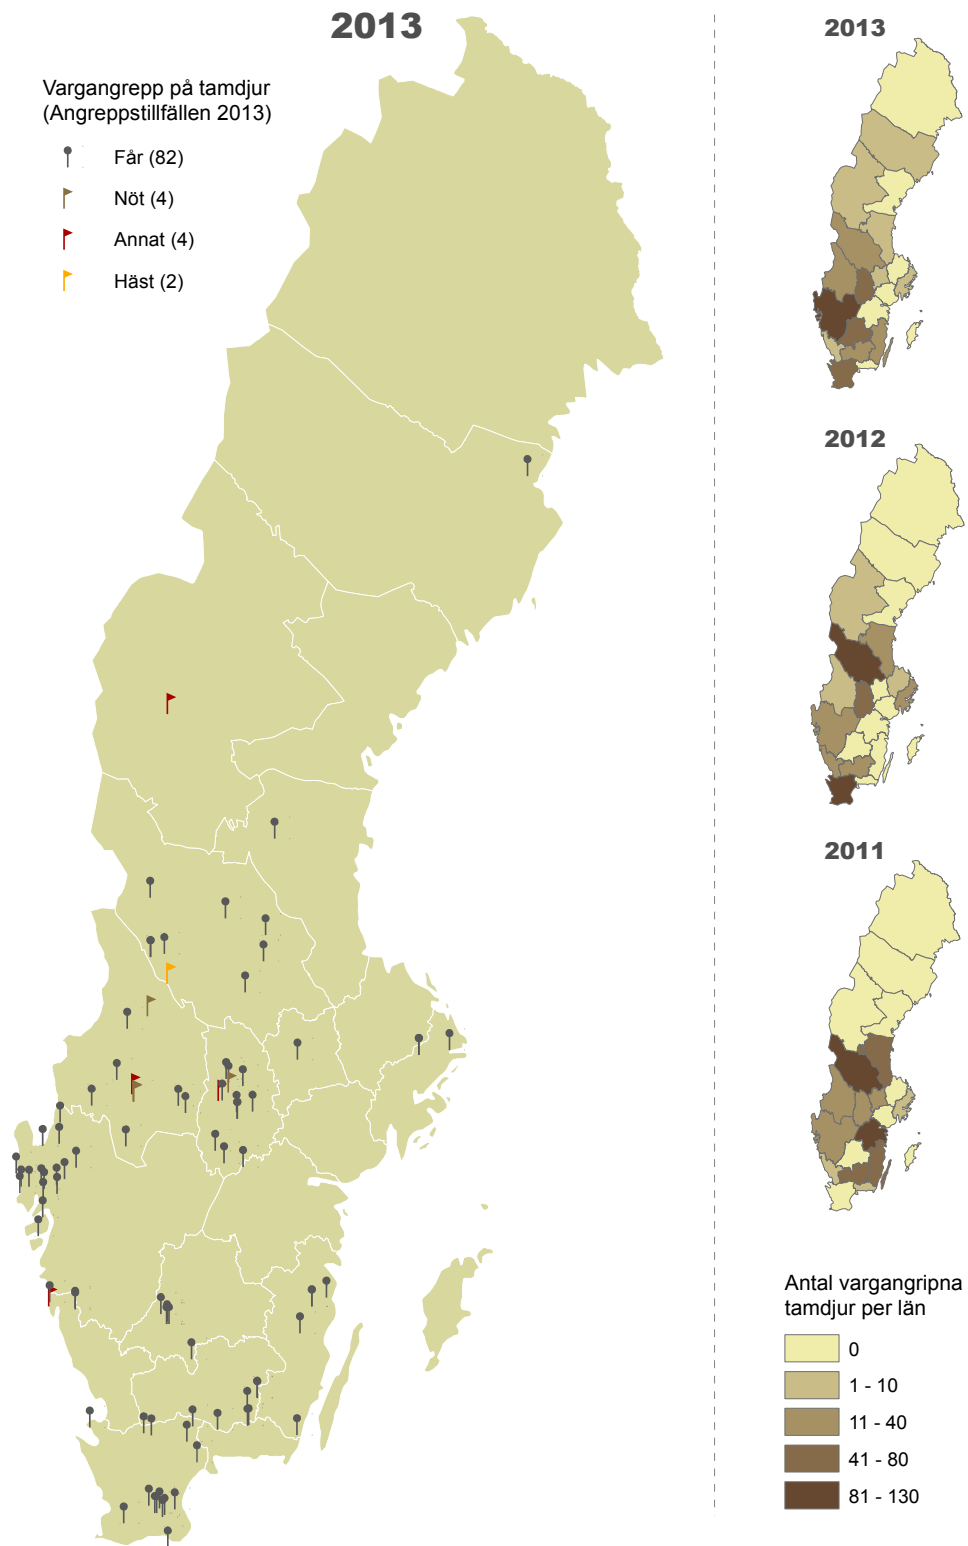 2013
Vargangrepp på tamdjur
(Angreppstillfällen 2013)
Får (82)
Nöt (4)
Annat (4)
Häst (2)
2013
2012
2011
Antal vargangripna
tamdjur per län
0
1 - 10
11 - 40
41 - 80
81 - 130